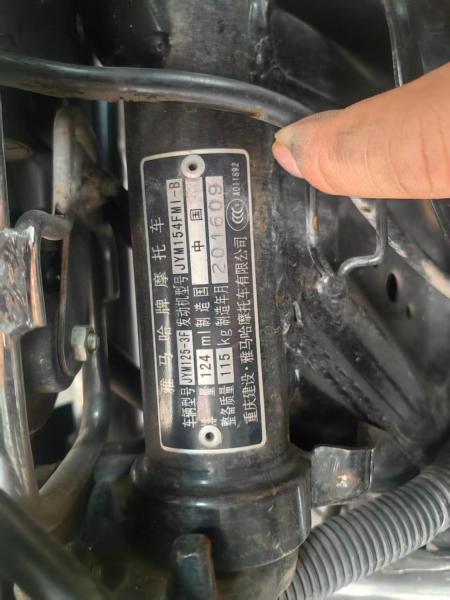 雅马哈牌摩托车
车辆型号 JYM125-3F 发动机型号 JYM154FMI-B
排量 124 ml 制造国 中国
整备质量 115 kg 制造年月 201609
重庆建设·雅马哈摩托车有限公司 CCC A011892